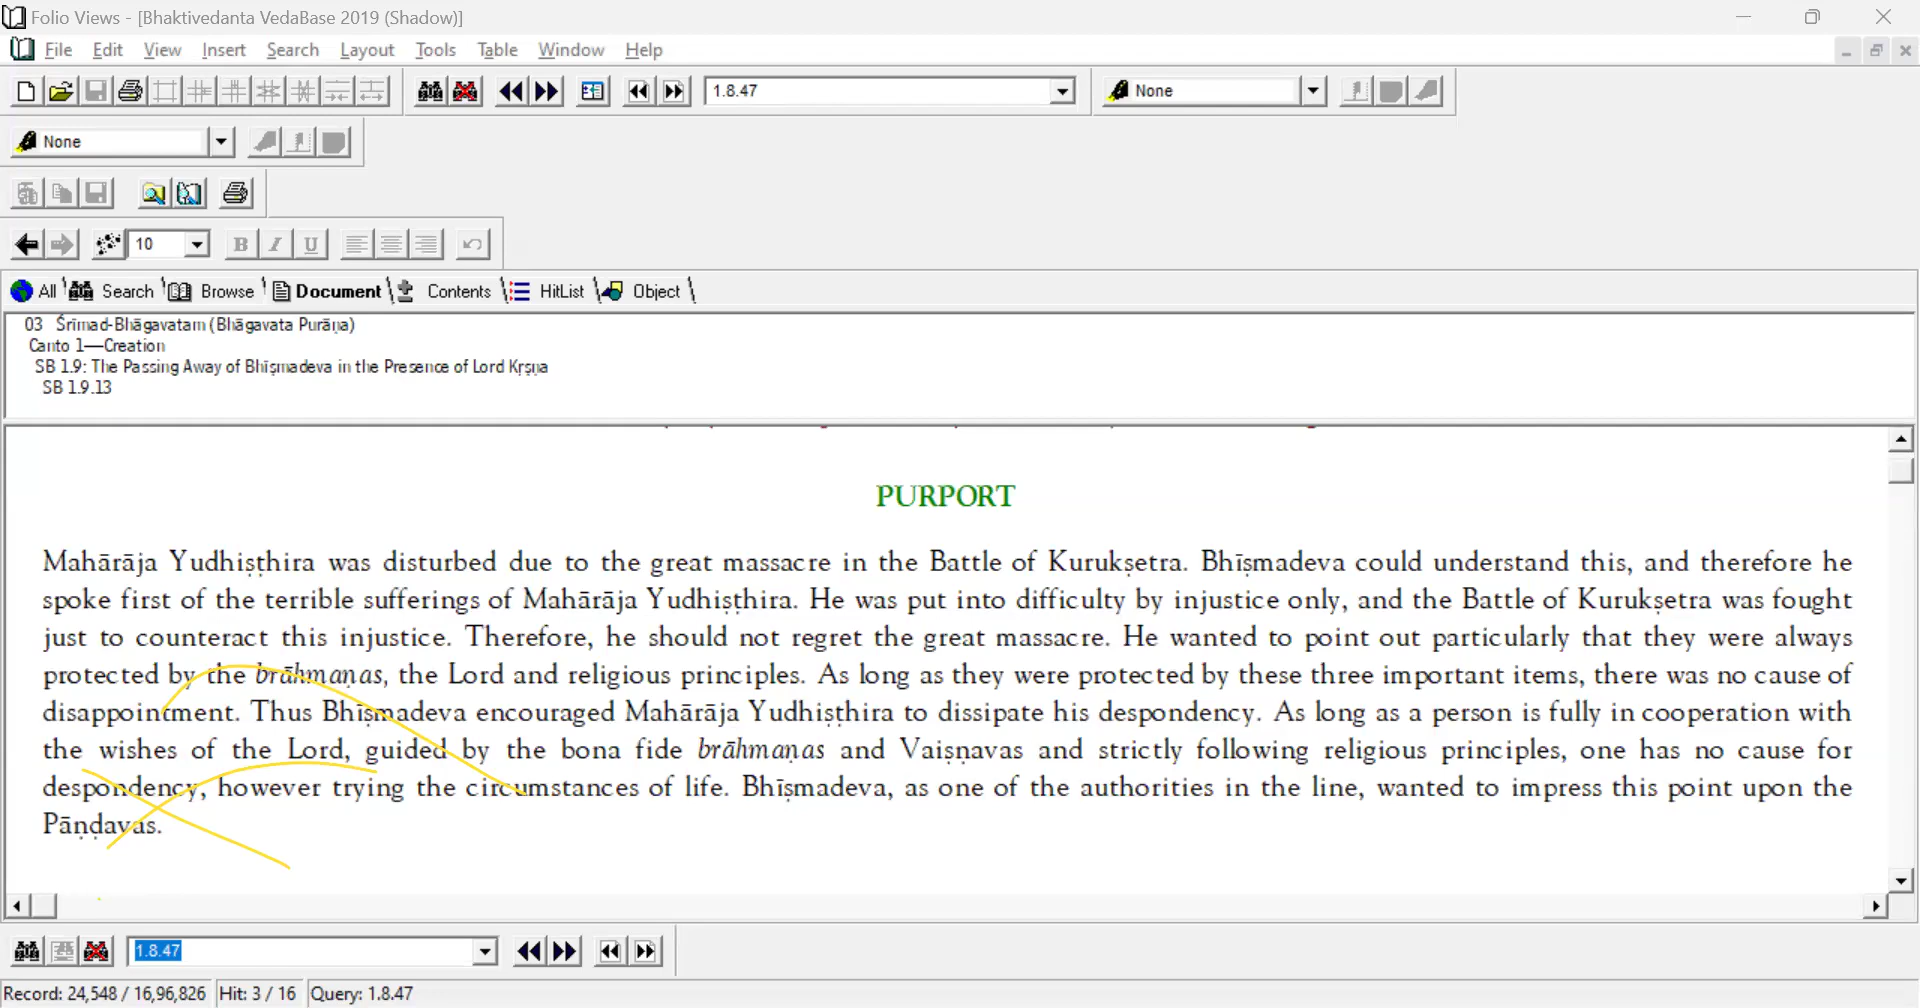 Folio Views - [Bhaktivedanta VedaBase 2019 (Shadow)]
File Edit View Insert Search Layout Tools Table Window Help
1.8.47 None
None
10 B I U
All Search Browse Document Contents HitList Object
03 Śrīmad-Bhāgavatam (Bhāgavata Purāṇa)
Canto 1—Creation
SB 1.9: The Passing Away of Bhīṣmadeva in the Presence of Lord Kṛṣṇa
SB 1.9.13
PURPORT
Mahārāja Yudhiṣṭhira was disturbed due to the great massacre in the Battle of Kurukṣetra. Bhīṣmadeva could understand this, and therefore he
spoke first of the terrible sufferings of Mahārāja Yudhiṣṭhira. He was put into difficulty by injustice only, and the Battle of Kurukṣetra was fought
just to counteract this injustice. Therefore, he should not regret the great massacre. He wanted to point out particularly that they were always
protected by the brāhmaṇas, the Lord and religious principles. As long as they were protected by these three important items, there was no cause of
disappointment. Thus Bhīṣmadeva encouraged Mahārāja Yudhiṣṭhira to dissipate his despondency. As long as a person is fully in cooperation with
the wishes of the Lord, guided by the bona fide brāhmaṇas and Vaiṣṇavas and strictly following religious principles, one has no cause for
despondency, however trying the circumstances of life. Bhīṣmadeva, as one of the authorities in the line, wanted to impress this point upon the
Pāṇḍavas.
1.8.47
Record: 24,548 / 16,96,826 Hit: 3 / 16 Query: 1.8.47